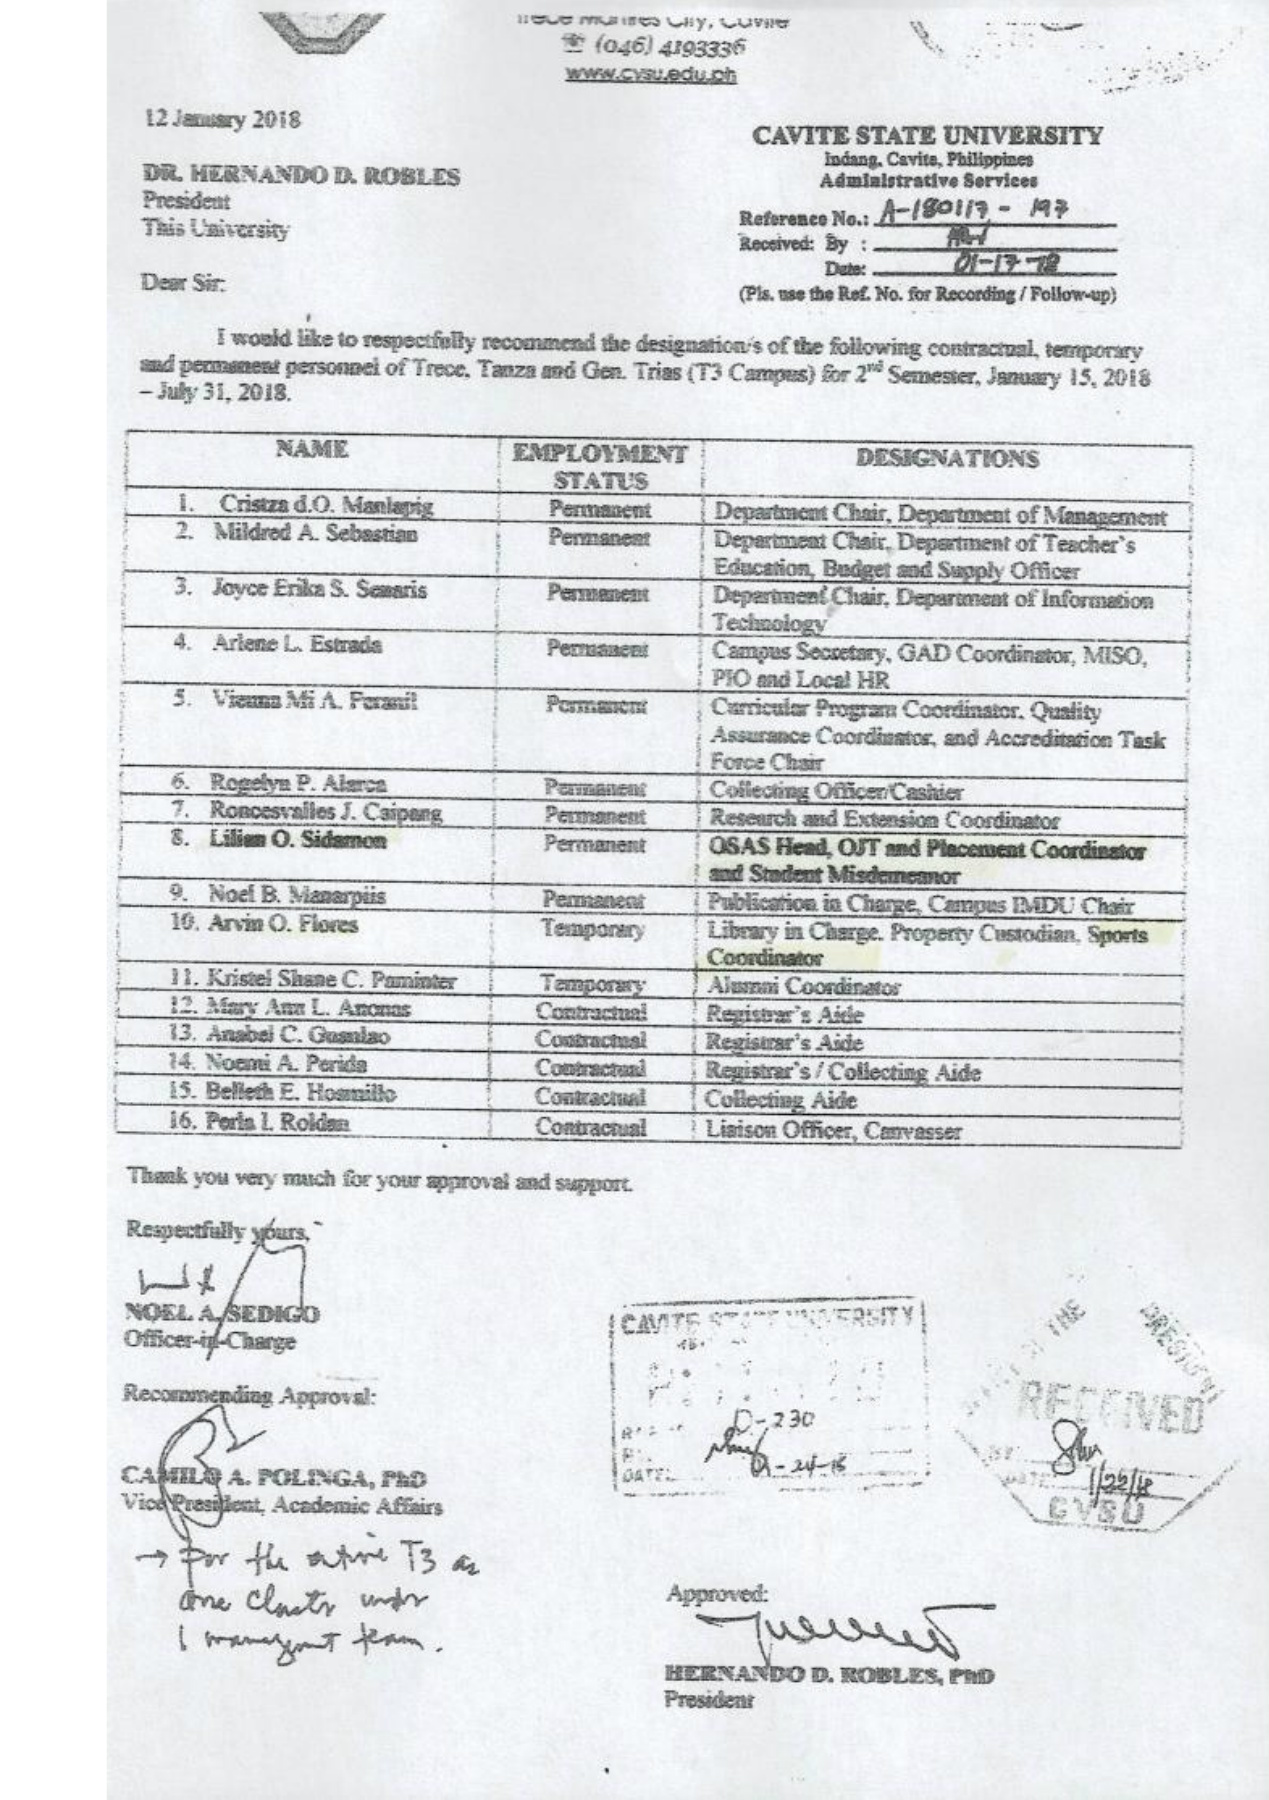 Trece Martires City, Cavite
☏ (046) 4193336
www.cvsu.edu.ph
12 January 2018
CAVITE STATE UNIVERSITY
Indang, Cavite, Philippines
Administrative Services
Reference No.: A-180117 - 197
Received: By :
Date: 01-17-18
(Pls. use the Ref. No. for Recording / Follow-up)
DR. HERNANDO D. ROBLES
President
This University
Dear Sir:
I would like to respectfully recommend the designation/s of the following contractual, temporary
and permanent personnel of Trece, Tanza and Gen. Trias (T3 Campus) for 2nd Semester, January 15, 2018
– July 31, 2018.
NAME EMPLOYMENT STATUS DESIGNATIONS
1. Cristza d.O. Manlapig Permanent Department Chair, Department of Management
2. Mildred A. Sebastian Permanent Department Chair, Department of Teacher's
Education, Budget and Supply Officer
3. Joyce Erika S. Senaris Permanent Department Chair, Department of Information
Technology
4. Arlene L. Estrada Permanent Campus Secretary, GAD Coordinator, MISO,
PIO and Local HR
5. Vienna Mi A. Feranil Permanent Curricular Program Coordinator, Quality
Assurance Coordinator, and Accreditation Task
Force Chair
6. Rogelyn P. Alarca Permanent Collecting Officer/Cashier
7. Roncesvalles J. Caipang Permanent Research and Extension Coordinator
8. Lilian O. Sidamon Permanent OSAS Head, OJT and Placement Coordinator
and Student Misdemeanor
9. Noel B. Manarpiis Permanent Publication in Charge, Campus IMDU Chair
10. Arvin O. Flores Temporary Library in Charge, Property Custodian, Sports
Coordinator
11. Kristel Shane C. Paminter Temporary Alumni Coordinator
12. Mary Ann L. Anonas Contractual Registrar's Aide
13. Anabel C. Guanlao Contractual Registrar's Aide
14. Noemi A. Perida Contractual Registrar's / Collecting Aide
15. Belleth E. Hosmillo Contractual Collecting Aide
16. Perla I. Roldan Contractual Liaison Officer, Canvasser
Thank you very much for your approval and support.
Respectfully yours,
NOEL A. SEDIGO
Officer-in-Charge
Recommending Approval:
CAMILO A. POLINGA, PhD
Vice President, Academic Affairs
→ For the entire T3 as
one Cluster under
1 management team.
CAVITE STATE UNIVERSITY
D-230
BY:
DATE: 01-24-18
OFFICE OF THE PRESIDENT
RECEIVED
BY:
DATE: 1/22/18
CVSU
Approved:
HERNANDO D. ROBLES, PhD
President